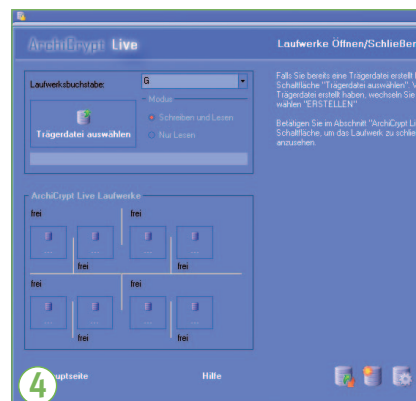 ArchiCrypt Live
Laufwerke Öffnen/Schließen
Laufwerksbuchstabe:
G
Trägerdatei auswählen
Modus
Schreiben und Lesen
Nur Lesen
Falls Sie bereits eine Trägerdatei erstellt
Schaltfläche "Trägerdatei auswählen".
Trägerdatei erstellt haben, wechseln Sie
wählen "ERSTELLEN"
Betätigen Sie im Abschnitt "ArchiCrypt Li
Schaltfläche, um das Laufwerk zu schlie
anzusehen.
ArchiCrypt Live Laufwerke
frei
frei
frei
frei
frei
frei
frei
frei
4
uptseite
Hilfe